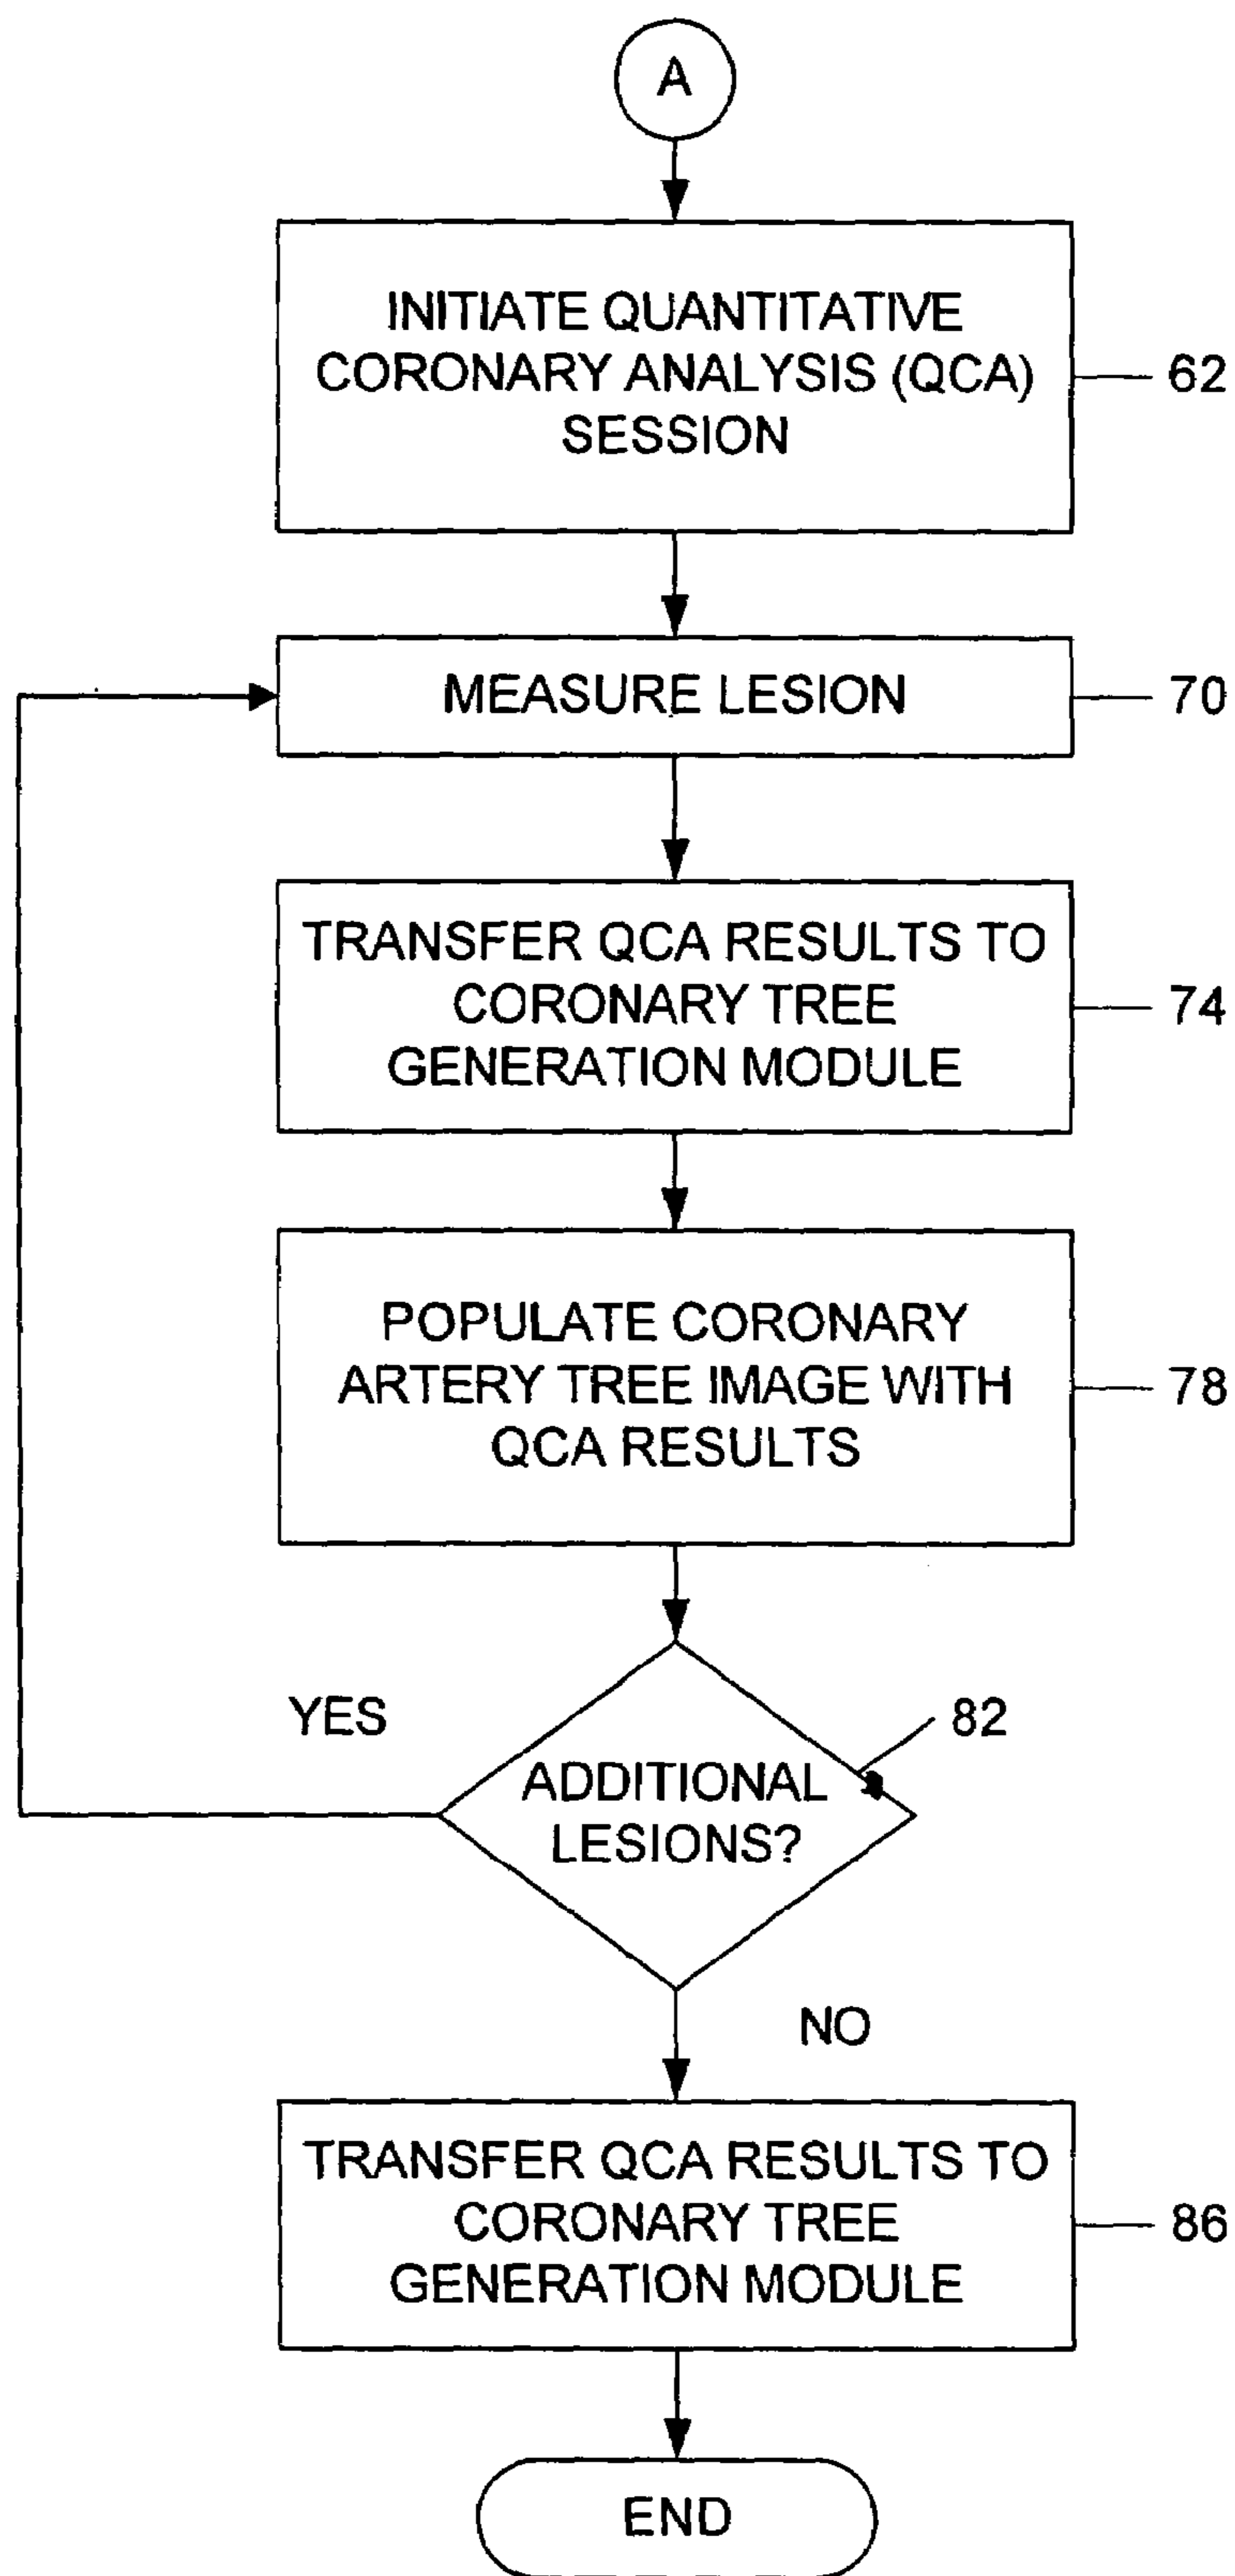 A
INITIATE QUANTITATIVE
CORONARY ANALYSIS (QCA)
SESSION
62
MEASURE LESION
70
TRANSFER QCA RESULTS TO
CORONARY TREE
GENERATION MODULE
74
POPULATE CORONARY
ARTERY TREE IMAGE WITH
QCA RESULTS
78
YES
82
ADDITIONAL
LESIONS?
NO
TRANSFER QCA RESULTS TO
CORONARY TREE
GENERATION MODULE
86
END